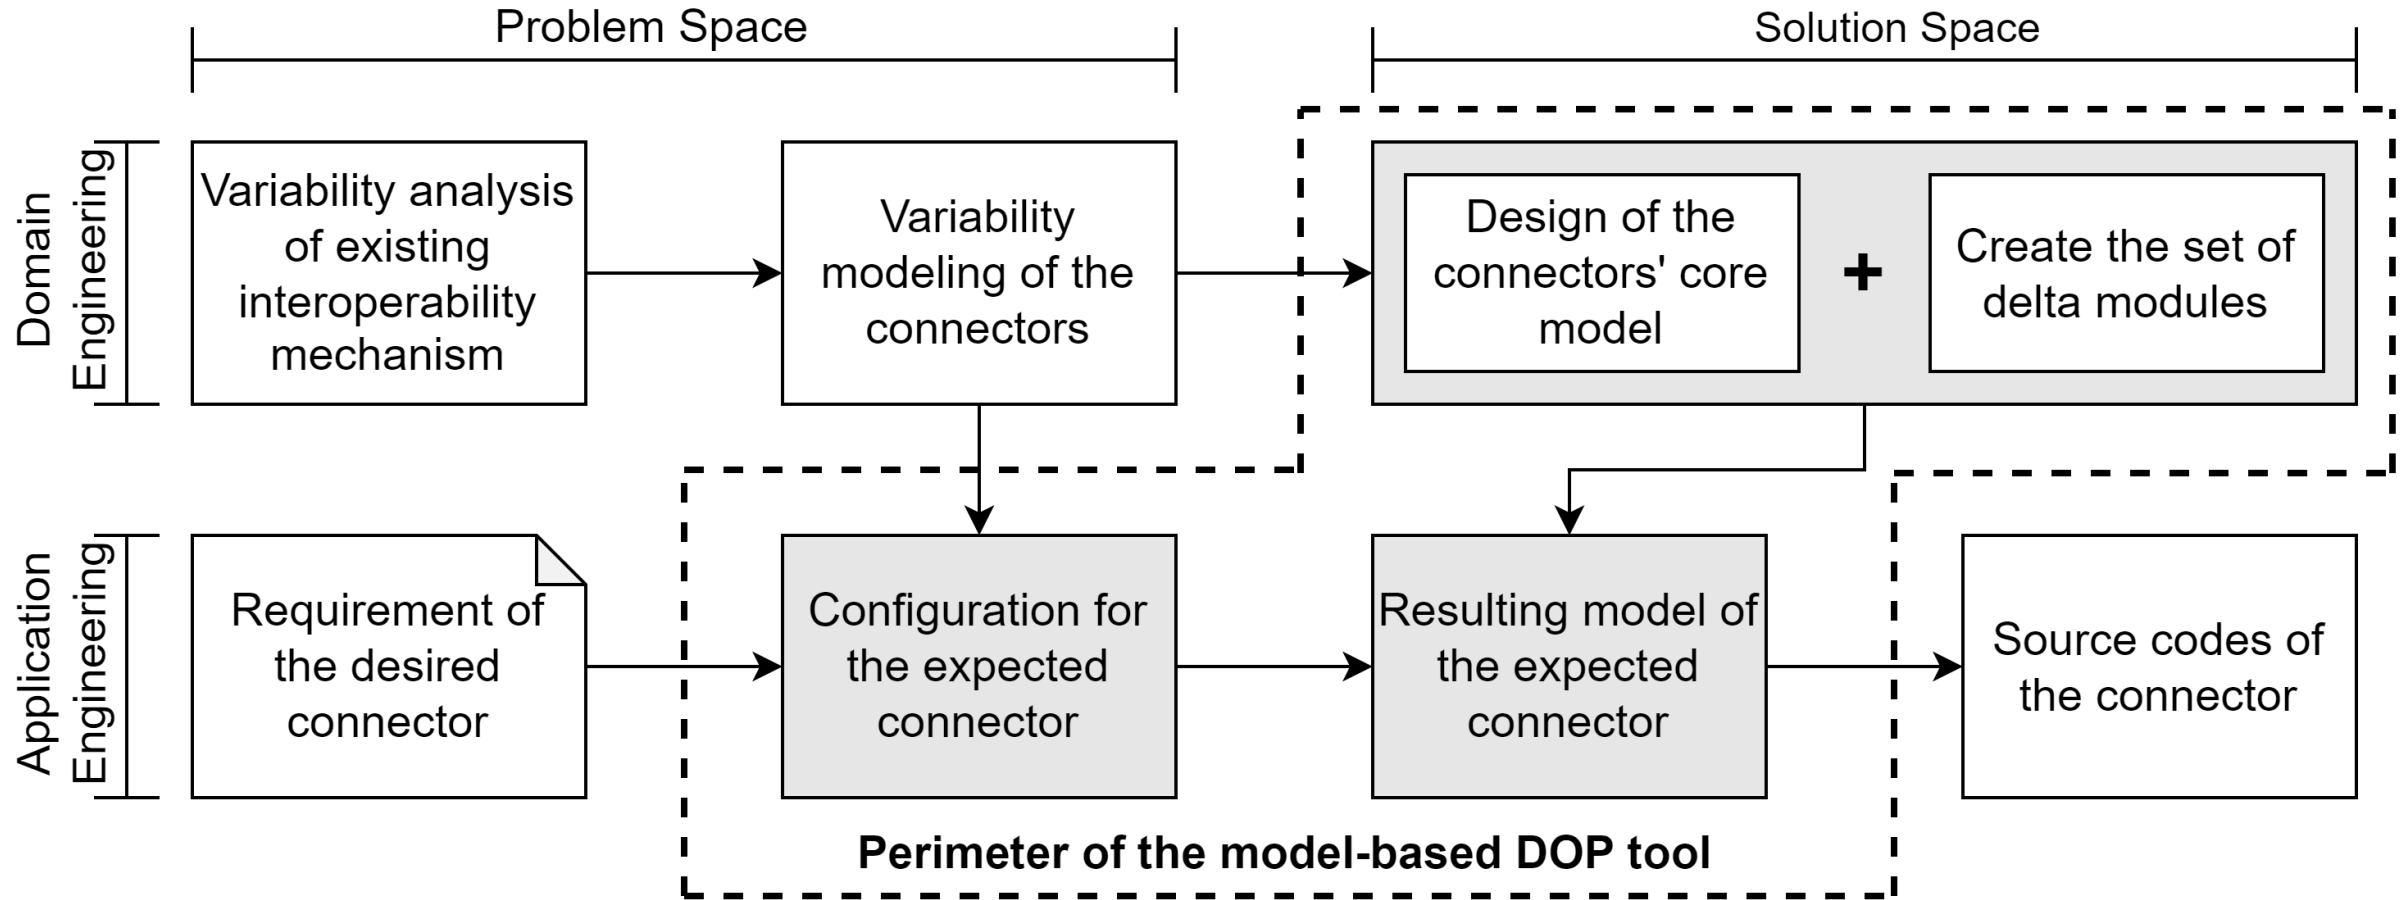 Problem Space
Solution Space
Domain
Engineering
Variability analysis
of existing
interoperability
mechanism
Variability
modeling of the
connectors
Design of the
connectors' core
model
+
Create the set of
delta modules
Application
Engineering
Requirement of
the desired
connector
Configuration for
the expected
connector
Resulting model of
the expected
connector
Source codes of
the connector
Perimeter of the model-based DOP tool